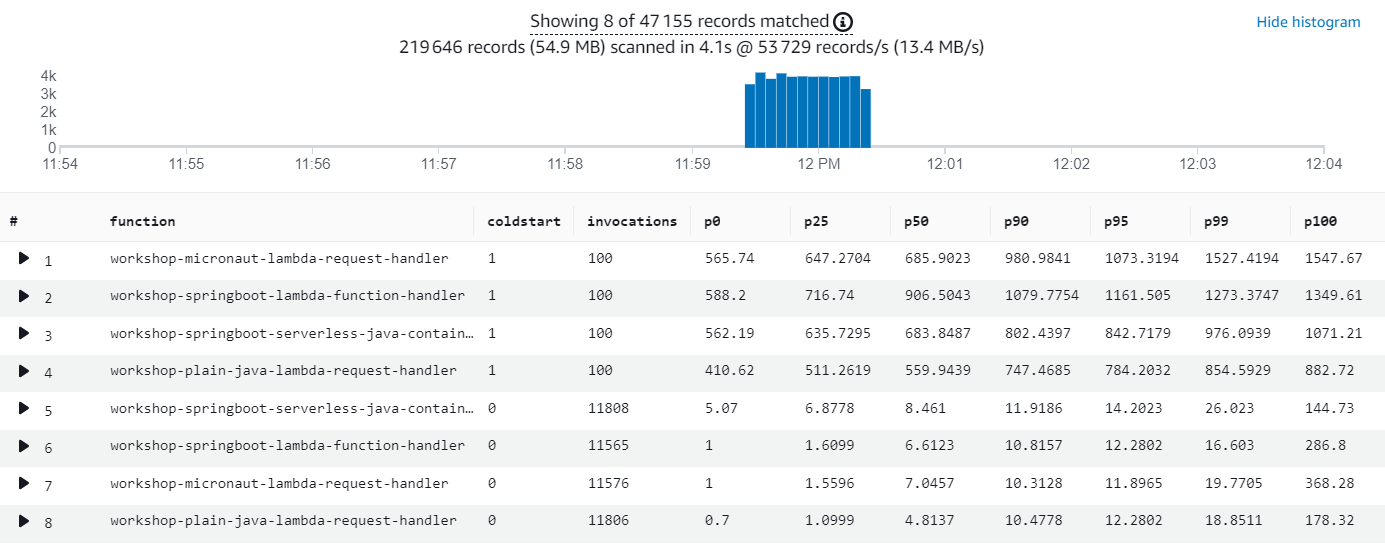 Showing 8 of 47 155 records matched
Hide histogram
219 646 records (54.9 MB) scanned in 4.1s @ 53 729 records/s (13.4 MB/s)
4k
3k
2k
1k
0
11:54 11:55 11:56 11:57 11:58 11:59 12 PM 12:01 12:02 12:03 12:04
# function coldstart invocations p0 p25 p50 p90 p95 p99 p100
1 workshop-micronaut-lambda-request-handler 1 100 565.74 647.2704 685.9023 980.9841 1073.3194 1527.4194 1547.67
2 workshop-springboot-lambda-function-handler 1 100 588.2 716.74 906.5043 1079.7754 1161.505 1273.3747 1349.61
3 workshop-springboot-serverless-java-contain… 1 100 562.19 635.7295 683.8487 802.4397 842.7179 976.0939 1071.21
4 workshop-plain-java-lambda-request-handler 1 100 410.62 511.2619 559.9439 747.4685 784.2032 854.5929 882.72
5 workshop-springboot-serverless-java-contain… 0 11808 5.07 6.8778 8.461 11.9186 14.2023 26.023 144.73
6 workshop-springboot-lambda-function-handler 0 11565 1 1.6099 6.6123 10.8157 12.2802 16.603 286.8
7 workshop-micronaut-lambda-request-handler 0 11576 1 1.5596 7.0457 10.3128 11.8965 19.7705 368.28
8 workshop-plain-java-lambda-request-handler 0 11806 0.7 1.0999 4.8137 10.4778 12.2802 18.8511 178.32